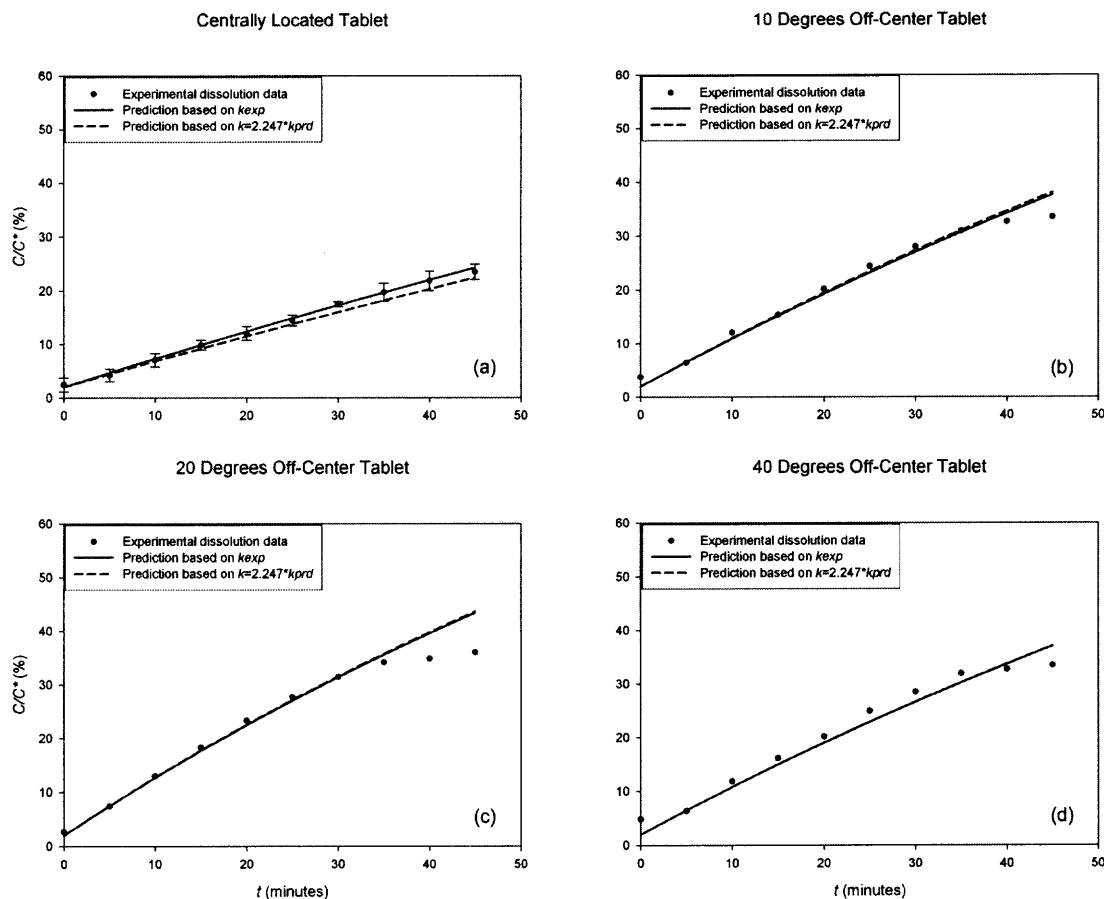 Centrally Located Tablet
60
50
40
30
20
10
0
C/C* (%)
Experimental dissolution data
Prediction based on kexp
Prediction based on k=2.247*kprd
(a)
0 10 20 30 40 50
10 Degrees Off-Center Tablet
60
50
40
30
20
10
0
Experimental dissolution data
Prediction based on kexp
Prediction based on k=2.247*kprd
(b)
0 10 20 30 40 50
20 Degrees Off-Center Tablet
60
50
40
30
20
10
0
C/C* (%)
Experimental dissolution data
Prediction based on kexp
Prediction based on k=2.247*kprd
(c)
0 10 20 30 40 50
t (minutes)
40 Degrees Off-Center Tablet
60
50
40
30
20
10
0
Experimental dissolution data
Prediction based on kexp
Prediction based on k=2.247*kprd
(d)
0 10 20 30 40 50
t (minutes)